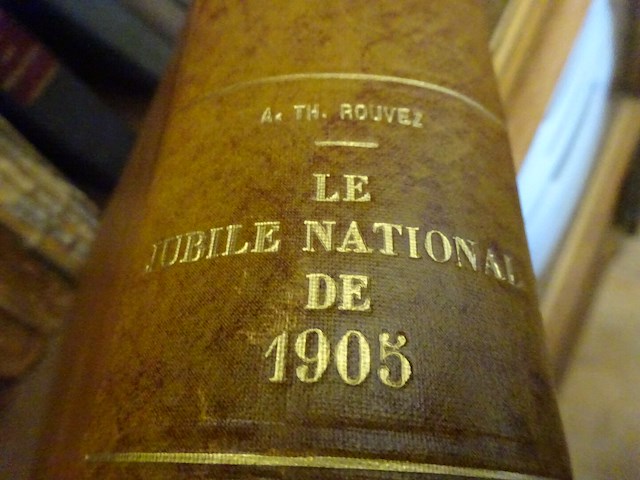 A. TH. ROUVEZ
LE
JUBILE NATIONAL
DE
1905